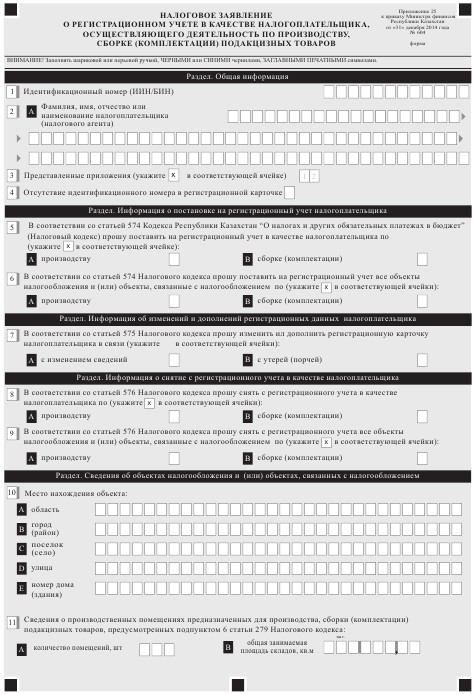 НАЛОГОВОЕ ЗАЯВЛЕНИЕ
О РЕГИСТРАЦИОННОМ УЧЕТЕ В КАЧЕСТВЕ НАЛОГОПЛАТЕЛЬЩИКА,
ОСУЩЕСТВЛЯЮЩЕГО ДЕЯТЕЛЬНОСТЬ ПО ПРОИЗВОДСТВУ,
СБОРКЕ (КОМПЛЕКТАЦИИ) ПОДАКЦИЗНЫХ ТОВАРОВ
Приложение 25
к приказу Министра финансов
Республики Казахстан
от «31» декабря 2014 года
№ 604
форма
ВНИМАНИЕ! Заполнять шариковой или перьевой ручкой, ЧЕРНЫМИ или СИНИМИ чернилами, ЗАГЛАВНЫМИ ПЕЧАТНЫМИ символами.
Раздел. Общая информация
1 Идентификационный номер (ИИН/БИН)
2 A Фамилия, имя, отчество или
наименование налогоплательщика
(налогового агента)
3 Представленные приложения (укажите x в соответствующей ячейке) 1 2
4 Отсутствие идентификационного номера в регистрационной карточке
Раздел. Информация о постановке на регистрационный учет налогоплательщика
5 В соответствии со статьей 574 Кодекса Республики Казахстан "О налогах и других обязательных платежах в бюджет"
(Налоговый кодекс) прошу поставить на регистрационный учет в качестве налогоплательщика по
(укажите x в соответствующей ячейке):
A производству B сборке (комплектации)
6 В соответствии со статьей 574 Налогового кодекса прошу поставить на регистрационный учет все объекты
налогообложения и (или) объекты, связанные с налогообложением по (укажите x в соответствующей ячейки):
A производству B сборке (комплектации)
Раздел. Информация об изменений и дополнений регистрационных данных налогоплательщика
7 В соответствии со статьей 575 Налогового кодекса прошу изменить ил дополнить регистрационную карточку
налогоплательщика в связи (укажите в соответствующей ячейки):
A с изменением сведений B с утерей (порчей)
Раздел. Информация о снятие с регистрационного учета в качестве налогоплательщика
8 В соответствии со статьей 576 Налогового кодекса прошу снять с регистрационного учета в качестве
налогоплательщика по (укажите x в соответствующей ячейки):
A производству B сборке (комплектации)
9 В соответствии со статьей 576 Налогового кодекса прошу снять с регистрационного учета все объекты
налогообложения и (или) объекты, связанные с налогообложением по (укажите x в соответствующей ячейки):
A производству B сборке (комплектации)
Раздел. Сведения об объектах налогообложения и (или) объектах, связанных с налогообложением
10 Место нахождения объекта:
A область
B город
(район)
C поселок
(село)
D улица
E номер дома
(здания)
11 Сведения о производственных помещениях предназначенных для производства, сборки (комплектации)
подакцизных товаров, предусмотренных подпунктом 6 статьи 279 Налогового кодекса:
A количество помещений, шт B общая занимаемая
площадь складов, кв.м